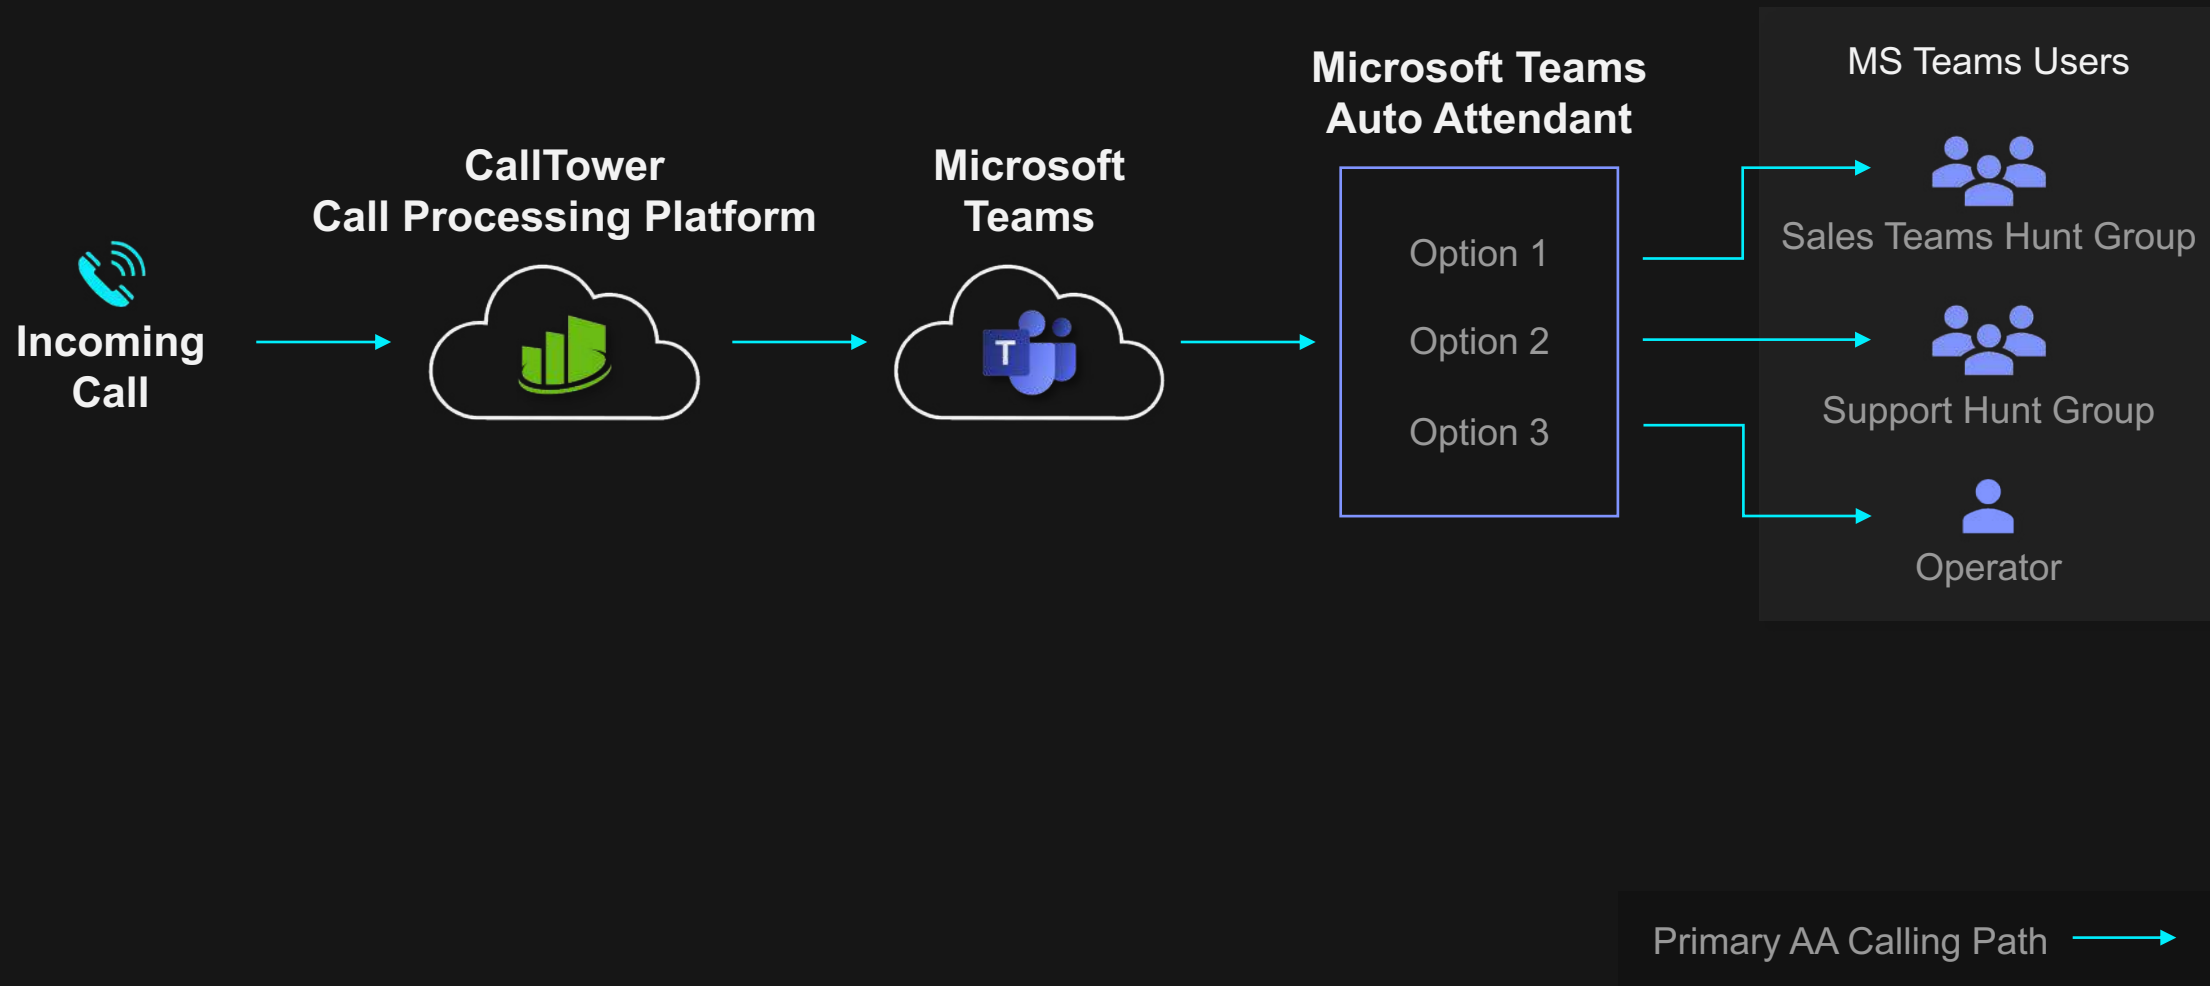 Microsoft Teams
Auto Attendant
MS Teams Users
CallTower
Call Processing Platform
Microsoft
Teams
Incoming
Call
T
Option 1
Option 2
Option 3
Sales Teams Hunt Group
Support Hunt Group
Operator
Primary AA Calling Path